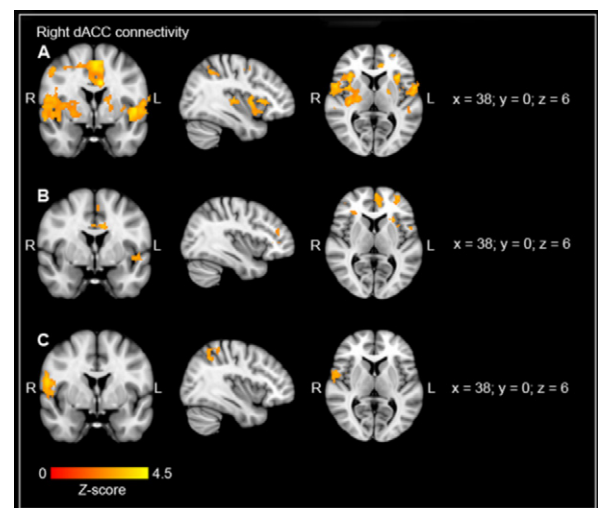 Right dACC connectivity
A
R L x = 38; y = 0; z = 6
R L
B
R L x = 38; y = 0; z = 6
R L
C
R L x = 38; y = 0; z = 6
R L
0 4.5
Z-score